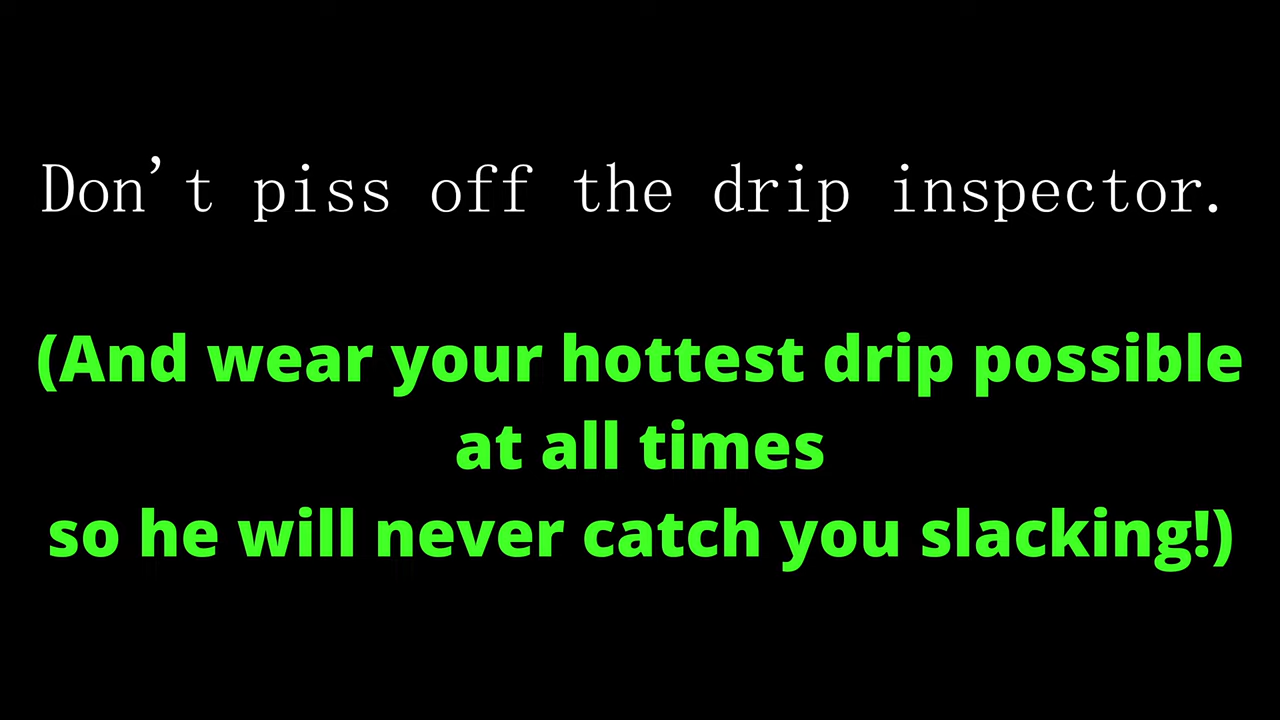 Don't piss off the drip inspector.
(And wear your hottest drip possible
at all times
so he will never catch you slacking!)